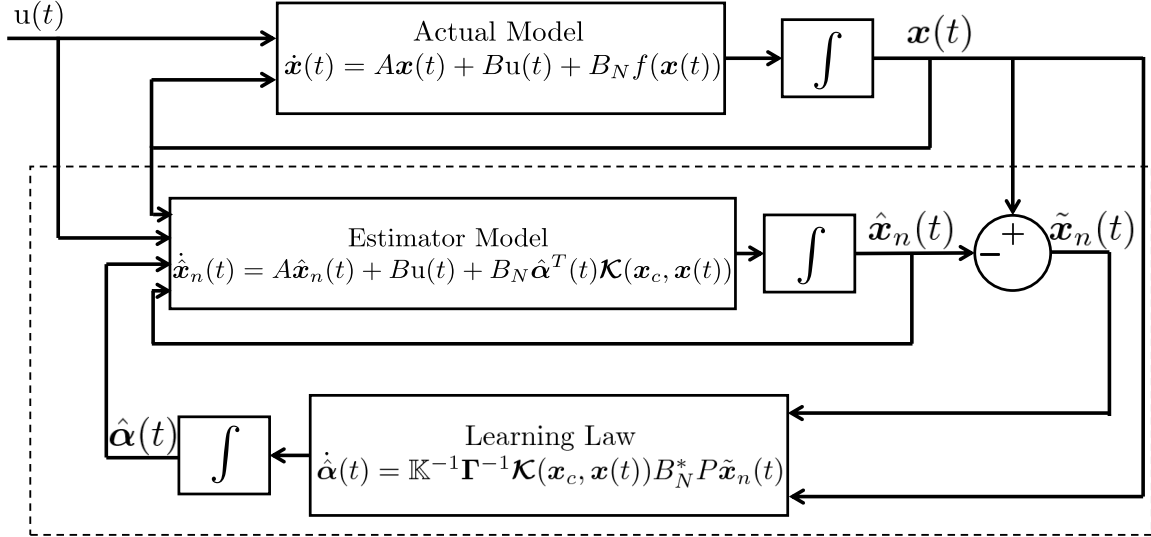 u(t)
Actual Model
ẋ(t) = Ax(t) + Bu(t) + B_N f(x(t))
∫
x(t)
Estimator Model
x̂̇_n(t) = Ax̂_n(t) + Bu(t) + B_N α̂^T(t)𝓚(x_c, x(t))
∫
x̂_n(t)
+
−
x̃_n(t)
α̂(t)
∫
Learning Law
α̂̇(t) = 𝕂^{-1}Γ^{-1}𝓚(x_c, x(t))B_N^* P x̃_n(t)